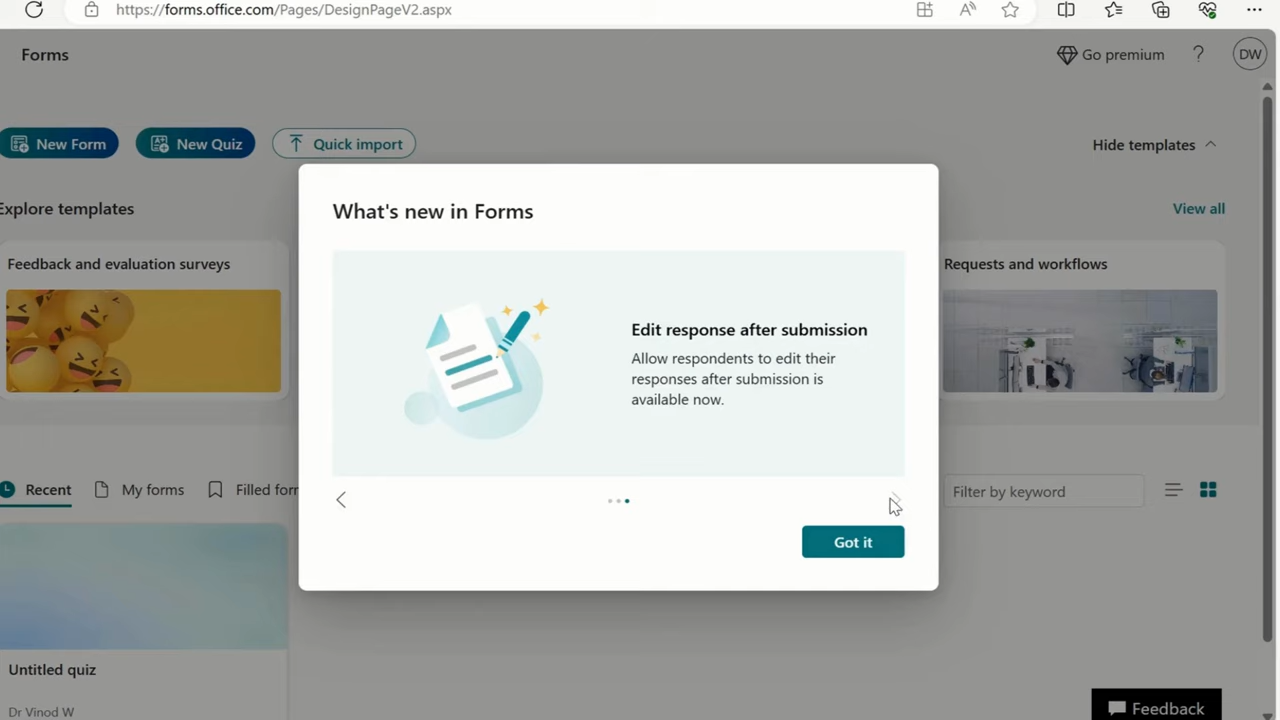 https://forms.office.com/Pages/DesignPageV2.aspx
Forms
Go premium
?
DW
New Form
New Quiz
Quick import
Hide templates
Explore templates
View all
Feedback and evaluation surveys
Requests and workflows
What's new in Forms
Edit response after submission
Allow respondents to edit their
responses after submission is
available now.
Got it
Recent
My forms
Filled for
Filter by keyword
Untitled quiz
Dr Vinod W
Feedback